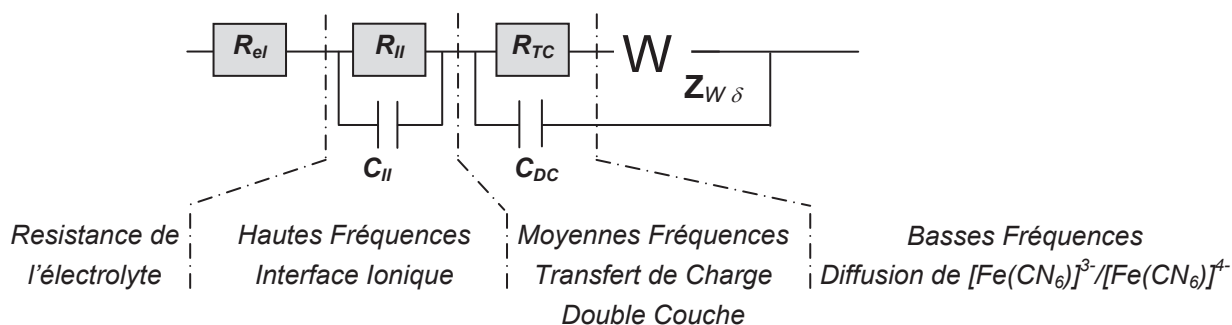 R_el R_II R_TC W
Z_W δ
C_II C_DC
Resistance de Hautes Fréquences Moyennes Fréquences Basses Fréquences
l'électrolyte Interface Ionique Transfert de Charge Diffusion de [Fe(CN₆)]³⁻/[Fe(CN₆)]⁴⁻
Double Couche